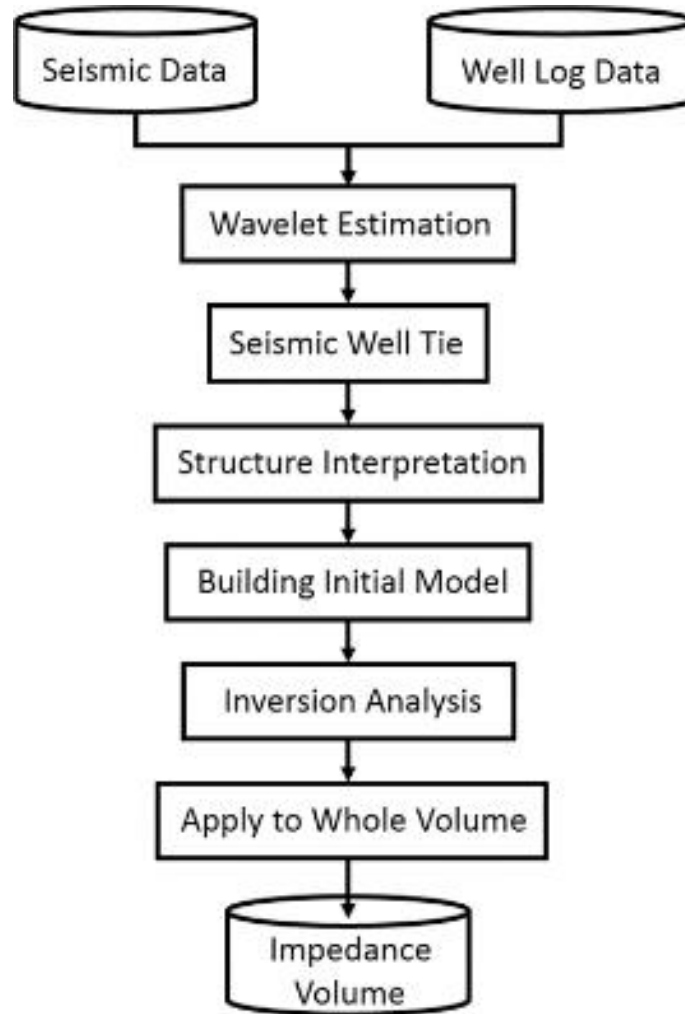 Seismic Data
Well Log Data
Wavelet Estimation
Seismic Well Tie
Structure Interpretation
Building Initial Model
Inversion Analysis
Apply to Whole Volume
Impedance
Volume